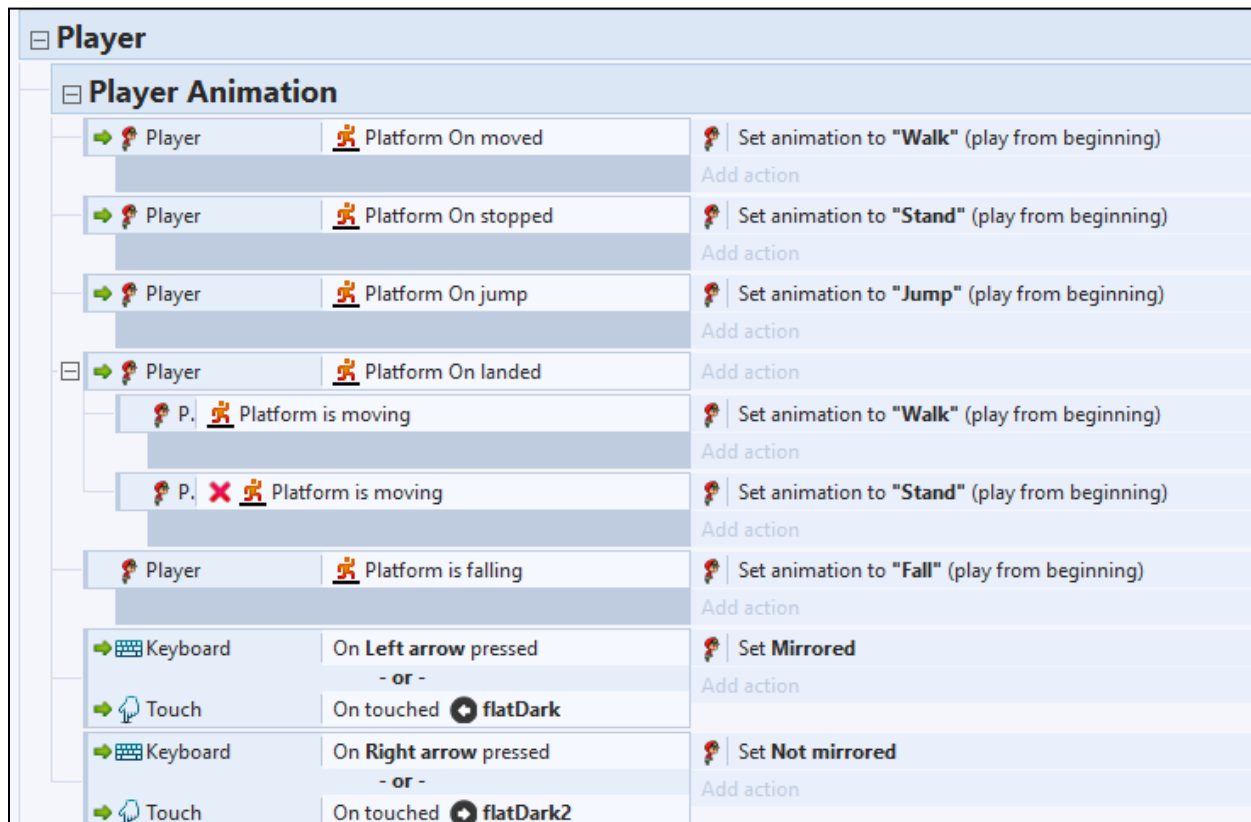 Player
Player Animation
Player Platform On moved Set animation to "Walk" (play from beginning)
Add action
Player Platform On stopped Set animation to "Stand" (play from beginning)
Add action
Player Platform On jump Set animation to "Jump" (play from beginning)
Add action
Player Platform On landed Add action
P. Platform is moving Set animation to "Walk" (play from beginning)
Add action
P. Platform is moving Set animation to "Stand" (play from beginning)
Add action
Player Platform is falling Set animation to "Fall" (play from beginning)
Add action
Keyboard On Left arrow pressed Set Mirrored
- or - Add action
Touch On touched flatDark
Keyboard On Right arrow pressed Set Not mirrored
- or - Add action
Touch On touched flatDark2